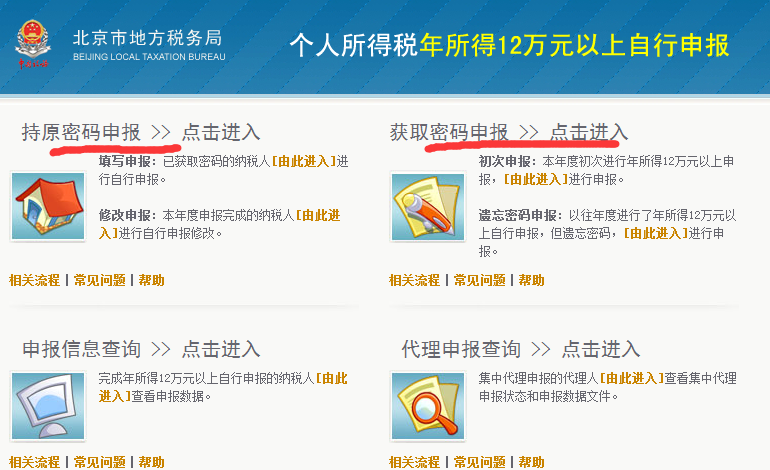 北京市地方税务局
BEIJING LOCAL TAXATION BUREAU
个人所得税年所得12万元以上自行申报
持原密码申报 >> 点击进入
填写申报：已获取密码的纳税人[由此进入]进
行自行申报。
修改申报：本年度申报完成的纳税人[由此进
入]进行自行申报修改。
相关流程 | 常见问题 | 帮助
获取密码申报 >> 点击进入
初次申报：本年度初次进行年所得12万元以上申
报，[由此进入]进行申报。
遗忘密码申报：以往年度进行了年所得12万元以
上自行申报，但遗忘密码，[由此进入]进行申
报。
相关流程 | 常见问题 | 帮助
申报信息查询 >> 点击进入
完成年所得12万元以上自行申报的纳税人[由此
进入]查看申报数据。
相关流程 | 常见问题 | 帮助
代理申报查询 >> 点击进入
集中代理申报的代理人[由此进入]查看集中代理
申报状态和申报数据文件。
相关流程 | 常见问题 | 帮助